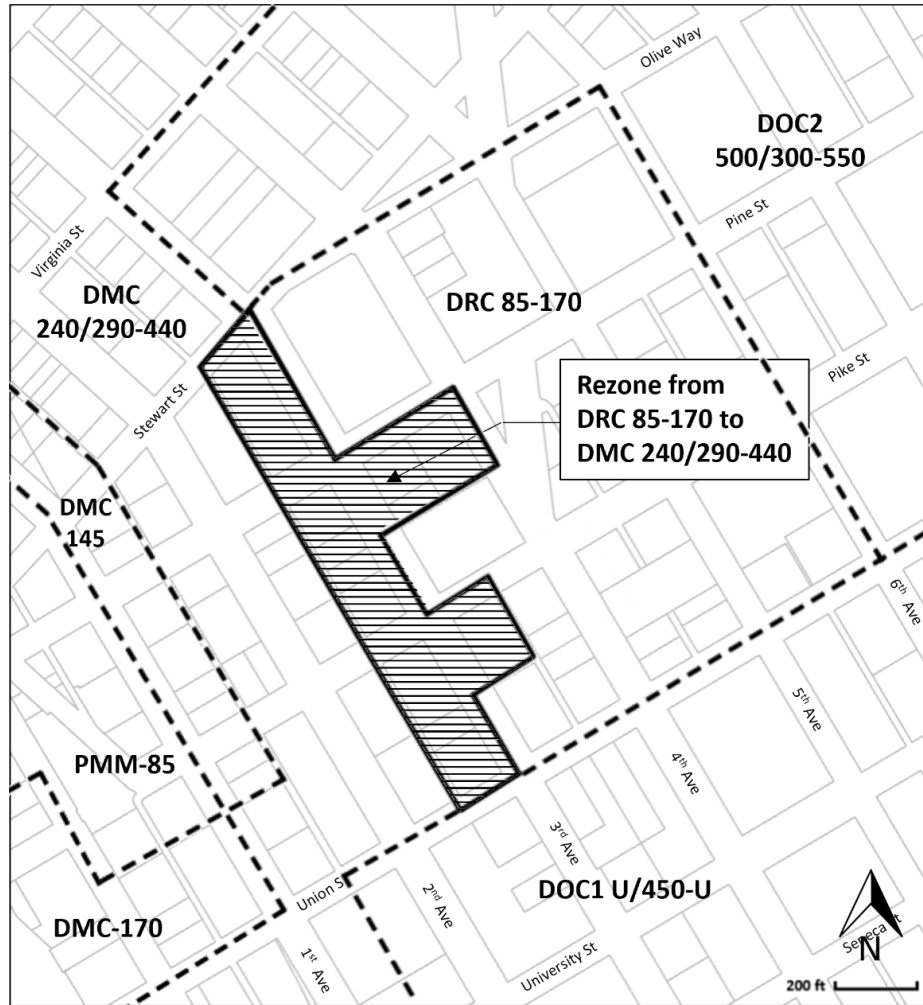 Olive Way
DOC2
500/300-550
Pine St
Virginia St
DMC
240/290-440
DRC 85-170
Pike St
Rezone from
DRC 85-170 to
DMC 240/290-440
Stewart St
DMC
145
6th Ave
5th Ave
PMM-85
4th Ave
3rd Ave
DOC1 U/450-U
Union S
2nd Ave
DMC-170
1st Ave
University St
Seneca
N
200 ft